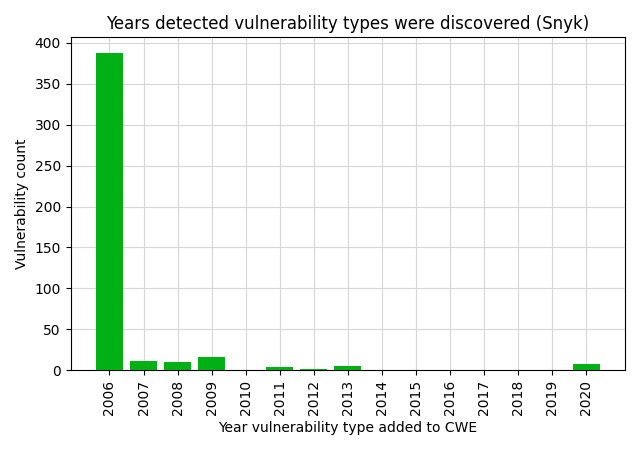 Years detected vulnerability types were discovered (Snyk)
400
350
300
250
200
150
100
50
0
Vulnerability count
2006 2007 2008 2009 2010 2011 2012 2013 2014 2015 2016 2017 2018 2019 2020
Year vulnerability type added to CWE